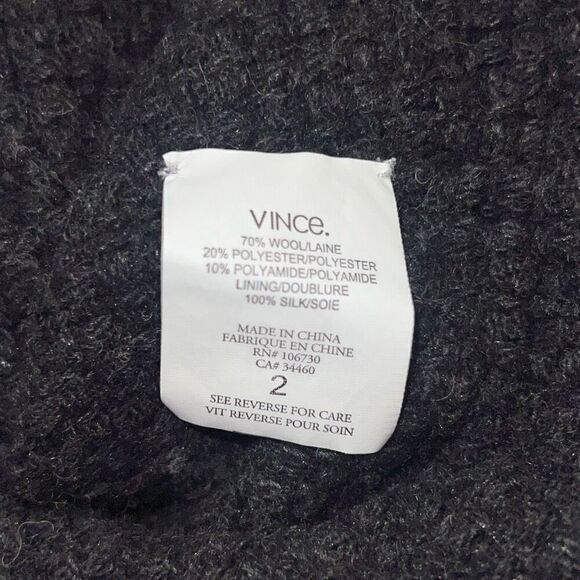 VINCE.
70% WOOL/LAINE
20% POLYESTER/POLYESTER
10% POLYAMIDE/POLYAMIDE
LINING/DOUBLURE
100% SILK/SOIE
MADE IN CHINA
FABRIQUE EN CHINE
RN# 106730
CA# 34460
2
SEE REVERSE FOR CARE
VIT REVERSE POUR SOIN